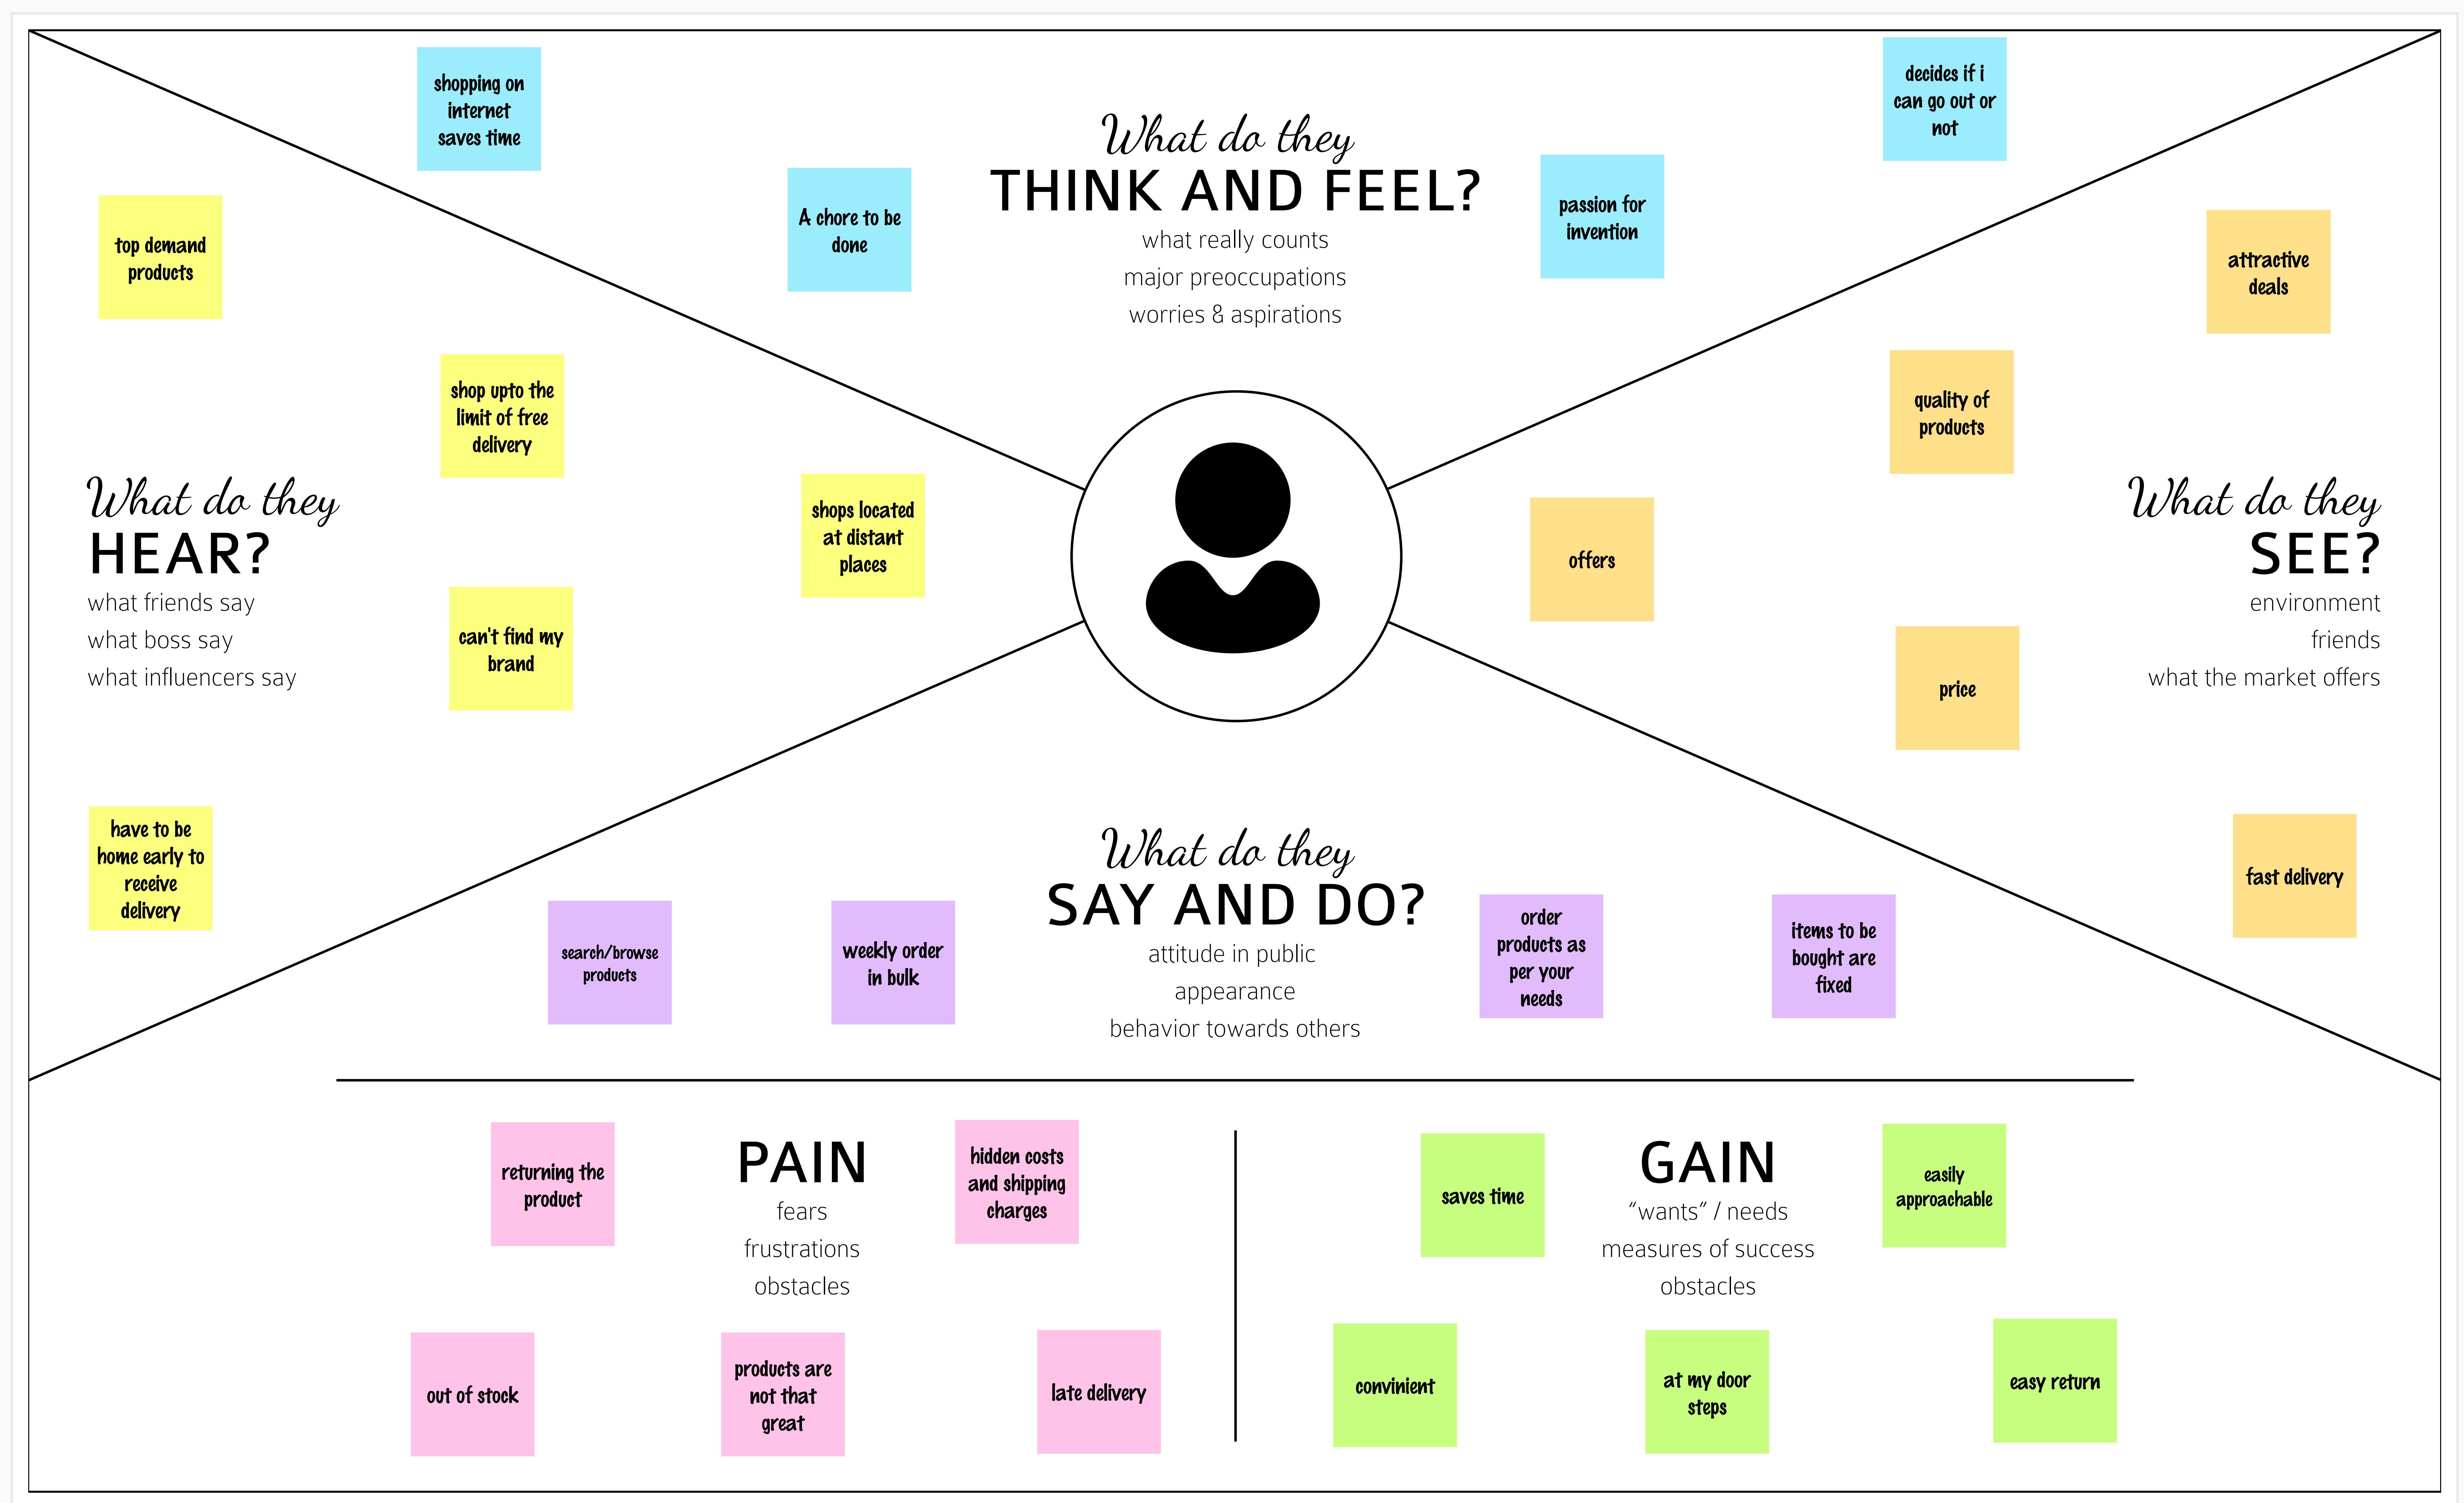 shopping on
internet
saves time
A chore to be
done
What do they
THINK AND FEEL?
what really counts
major preoccupations
worries & aspirations
passion for
invention
decides if i
can go out or
not
top demand
products
shop upto the
limit of free
delivery
shops located
at distant
places
What do they
HEAR?
what friends say
what boss say
what influencers say
can't find my
brand
have to be
home early to
receive
delivery
attractive
deals
quality of
products
offers
What do they
SEE?
environment
friends
what the market offers
price
fast delivery
What do they
SAY AND DO?
attitude in public
appearance
behavior towards others
search/browse
products
weekly order
in bulk
order
products as
per your
needs
items to be
bought are
fixed
returning the
product
PAIN
fears
frustrations
obstacles
hidden costs
and shipping
charges
out of stock
products are
not that
great
late delivery
saves time
GAIN
“wants” / needs
measures of success
obstacles
easily
approachable
convinient
at my door
steps
easy return